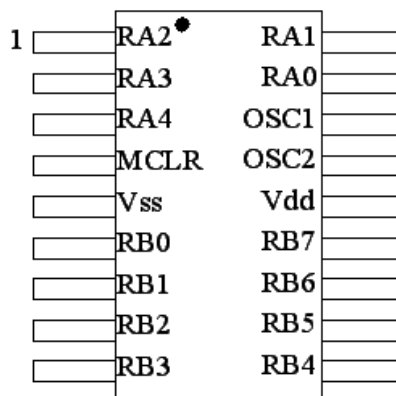 1 RA2 RA1
RA3 RA0
RA4 OSC1
MCLR OSC2
Vss Vdd
RB0 RB7
RB1 RB6
RB2 RB5
RB3 RB4